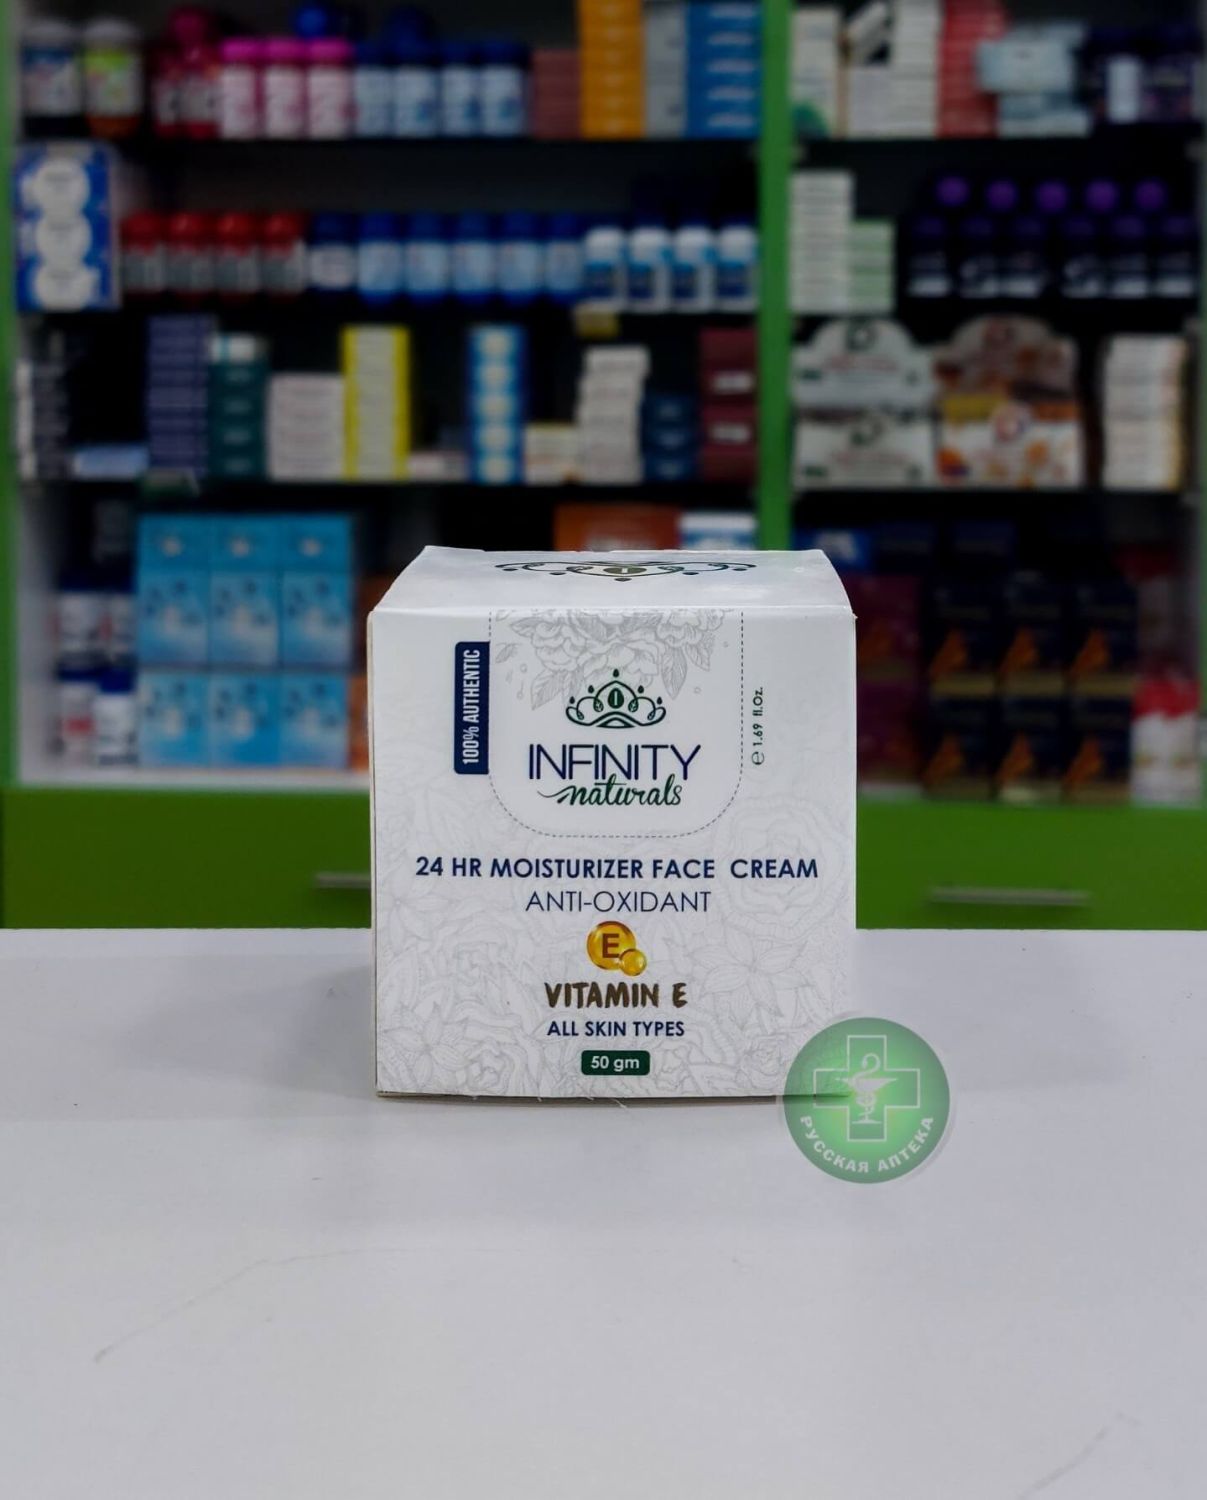 100% AUTHENTIC
INFINITY
naturals
℮ 1.69 fl.Oz.
24 HR MOISTURIZER FACE CREAM
ANTI-OXIDANT
E
VITAMIN E
ALL SKIN TYPES
50 gm
РУССКАЯ АПТЕКА